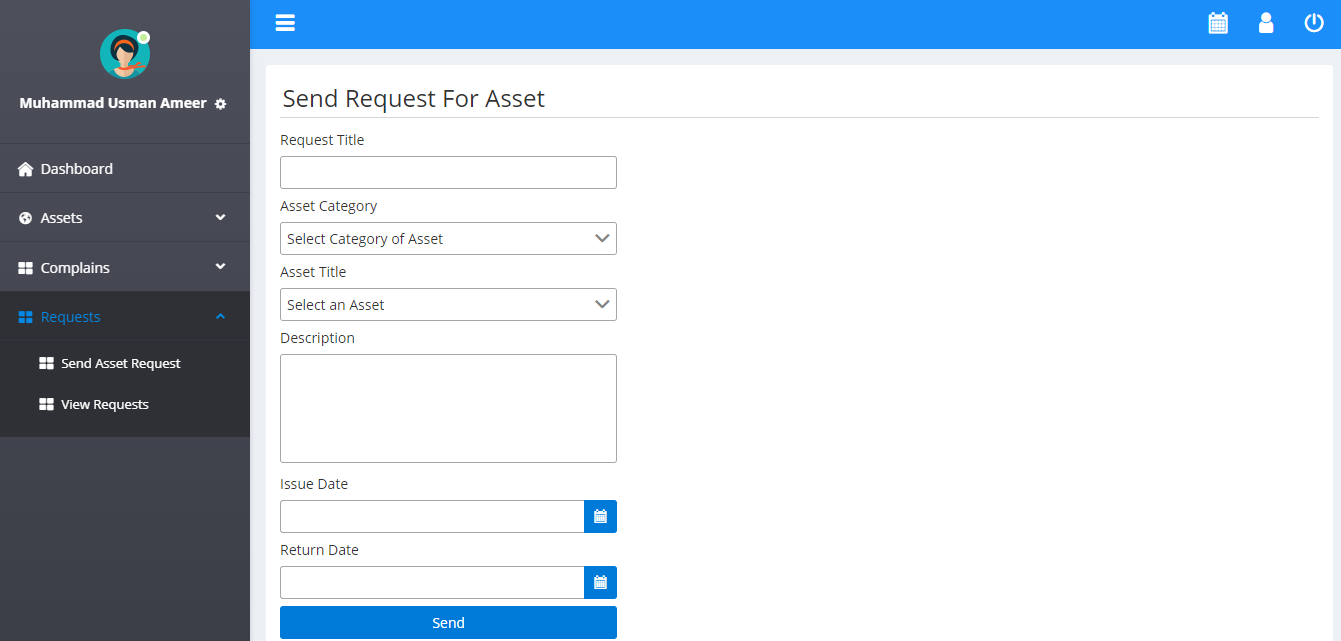 Muhammad Usman Ameer
Dashboard
Assets
Complains
Requests
Send Asset Request
View Requests
Send Request For Asset
Request Title
Asset Category
Select Category of Asset
Asset Title
Select an Asset
Description
Issue Date
Return Date
Send